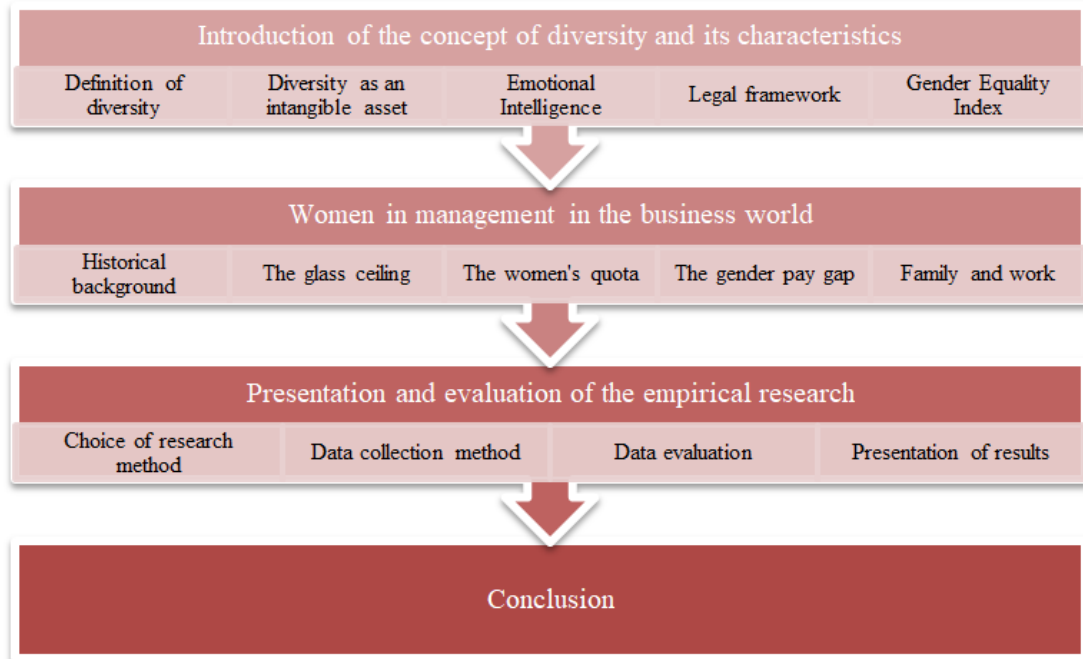 Introduction of the concept of diversity and its characteristics
Definition of
diversity
Diversity as an
intangible asset
Emotional
Intelligence
Legal framework
Gender Equality
Index
Women in management in the business world
Historical
background
The glass ceiling
The women's quota
The gender pay gap
Family and work
Presentation and evaluation of the empirical research
Choice of research
method
Data collection method
Data evaluation
Presentation of results
Conclusion